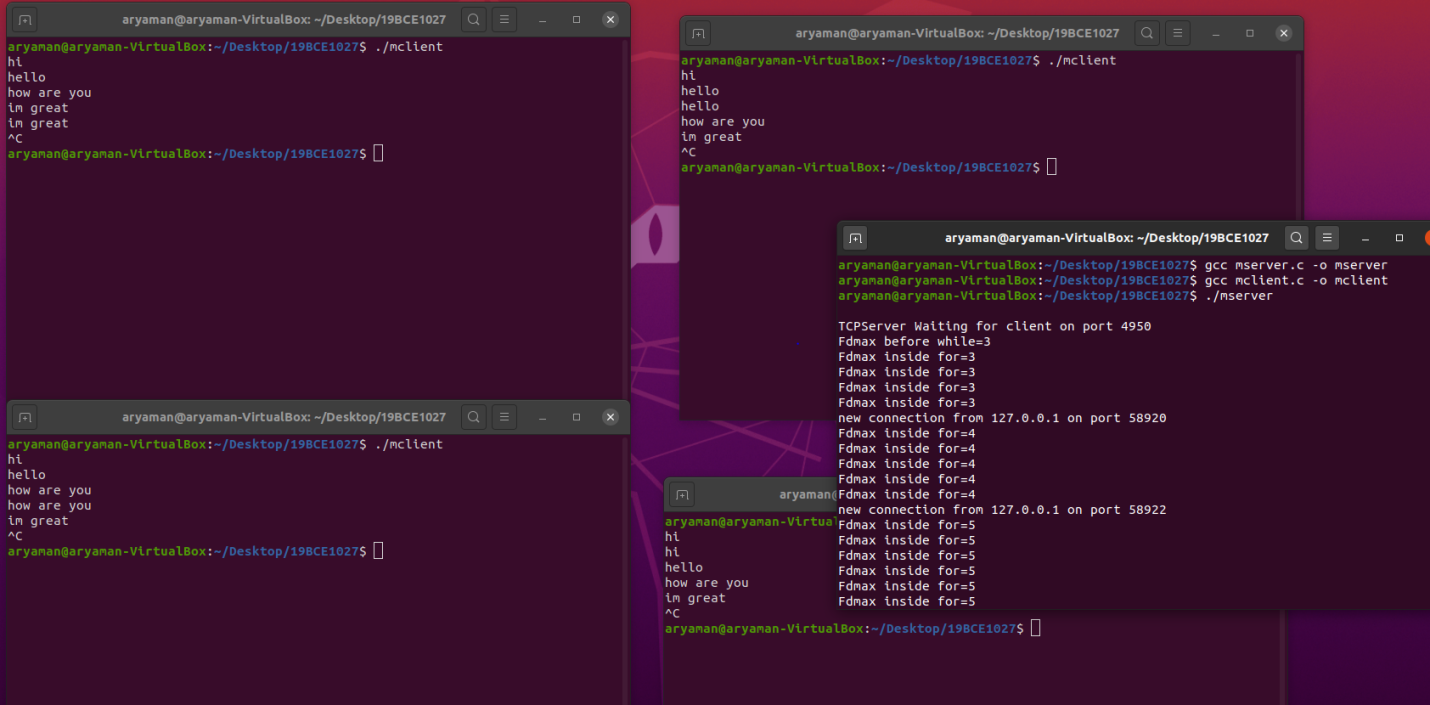 aryaman@aryaman-VirtualBox: ~/Desktop/19BCE1027
aryaman@aryaman-VirtualBox:~/Desktop/19BCE1027$ ./mclient
hi
hello
how are you
im great
im great
^C
aryaman@aryaman-VirtualBox:~/Desktop/19BCE1027$
aryaman@aryaman-VirtualBox: ~/Desktop/19BCE1027
aryaman@aryaman-VirtualBox:~/Desktop/19BCE1027$ ./mclient
hi
hello
hello
how are you
im great
^C
aryaman@aryaman-VirtualBox:~/Desktop/19BCE1027$
aryaman@aryaman-VirtualBox: ~/Desktop/19BCE1027
aryaman@aryaman-VirtualBox:~/Desktop/19BCE1027$ gcc mserver.c -o mserver
aryaman@aryaman-VirtualBox:~/Desktop/19BCE1027$ gcc mclient.c -o mclient
aryaman@aryaman-VirtualBox:~/Desktop/19BCE1027$ ./mserver
TCPServer Waiting for client on port 4950
Fdmax before while=3
Fdmax inside for=3
Fdmax inside for=3
Fdmax inside for=3
Fdmax inside for=3
new connection from 127.0.0.1 on port 58920
Fdmax inside for=4
Fdmax inside for=4
Fdmax inside for=4
Fdmax inside for=4
Fdmax inside for=4
new connection from 127.0.0.1 on port 58922
Fdmax inside for=5
Fdmax inside for=5
Fdmax inside for=5
Fdmax inside for=5
Fdmax inside for=5
Fdmax inside for=5
aryaman@aryaman-VirtualBox: ~/Desktop/19BCE1027
aryaman@aryaman-VirtualBox:~/Desktop/19BCE1027$ ./mclient
hi
hello
how are you
how are you
im great
^C
aryaman@aryaman-VirtualBox:~/Desktop/19BCE1027$
aryaman@
aryaman@aryaman-Virtua
hi
hi
hello
how are you
im great
^C
aryaman@aryaman-VirtualBox:~/Desktop/19BCE1027$